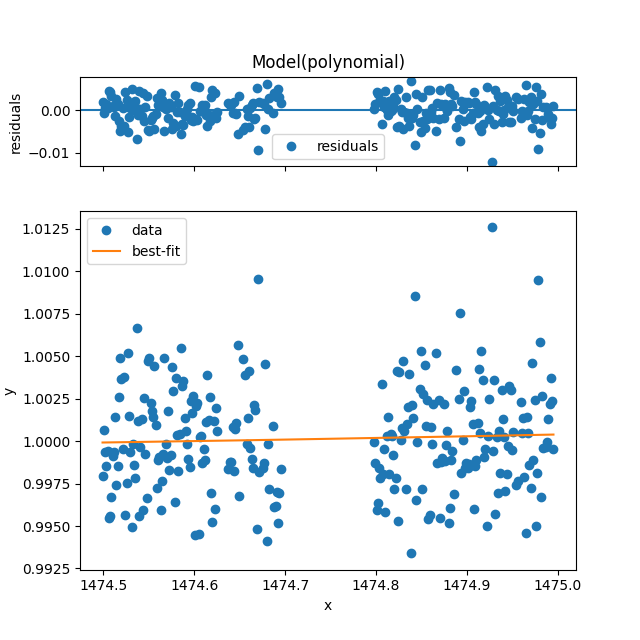 Model(polynomial)
residuals
0.00
−0.01
residuals
y
1.0125
1.0100
1.0075
1.0050
1.0025
1.0000
0.9975
0.9950
0.9925
data
best-fit
1474.5 1474.6 1474.7 1474.8 1474.9 1475.0
x